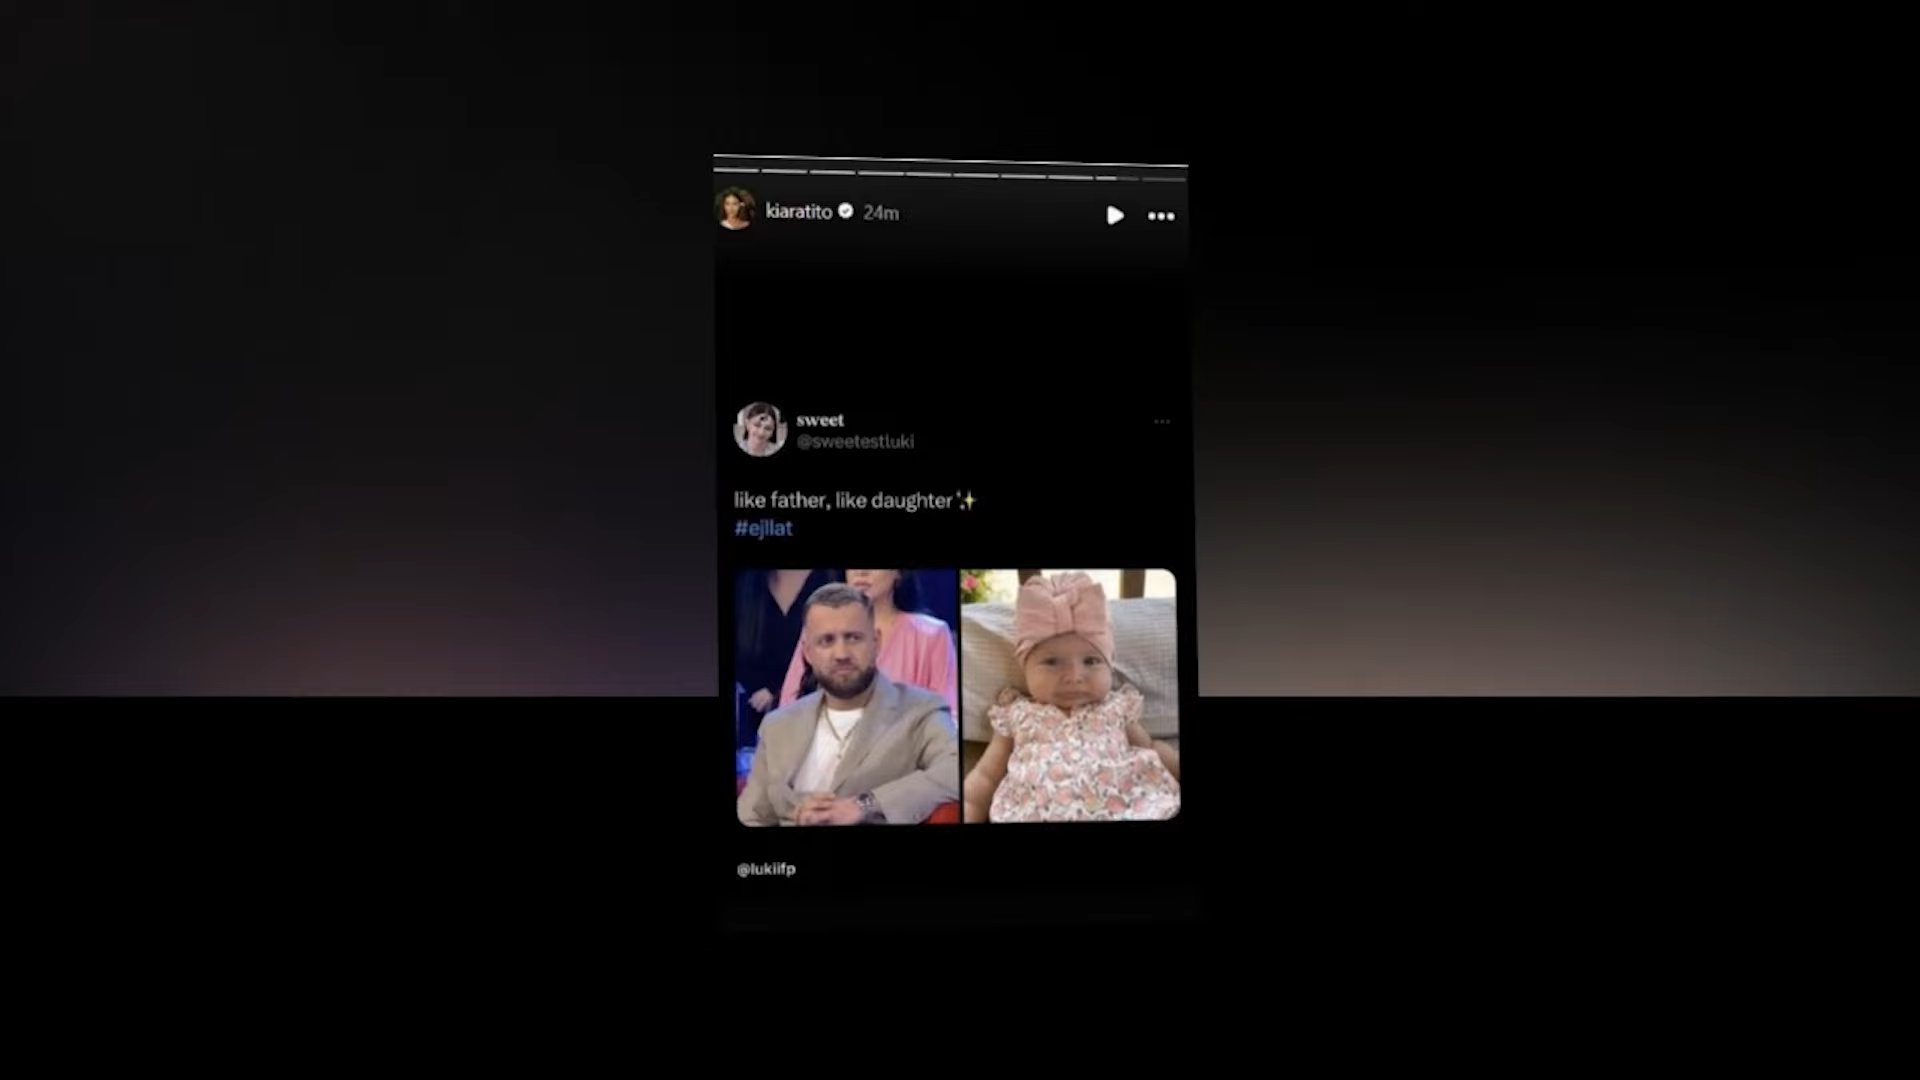 kiaratito 24m
sweet
@sweetestluki
like father, like daughter
#ejllat
@lukiifp